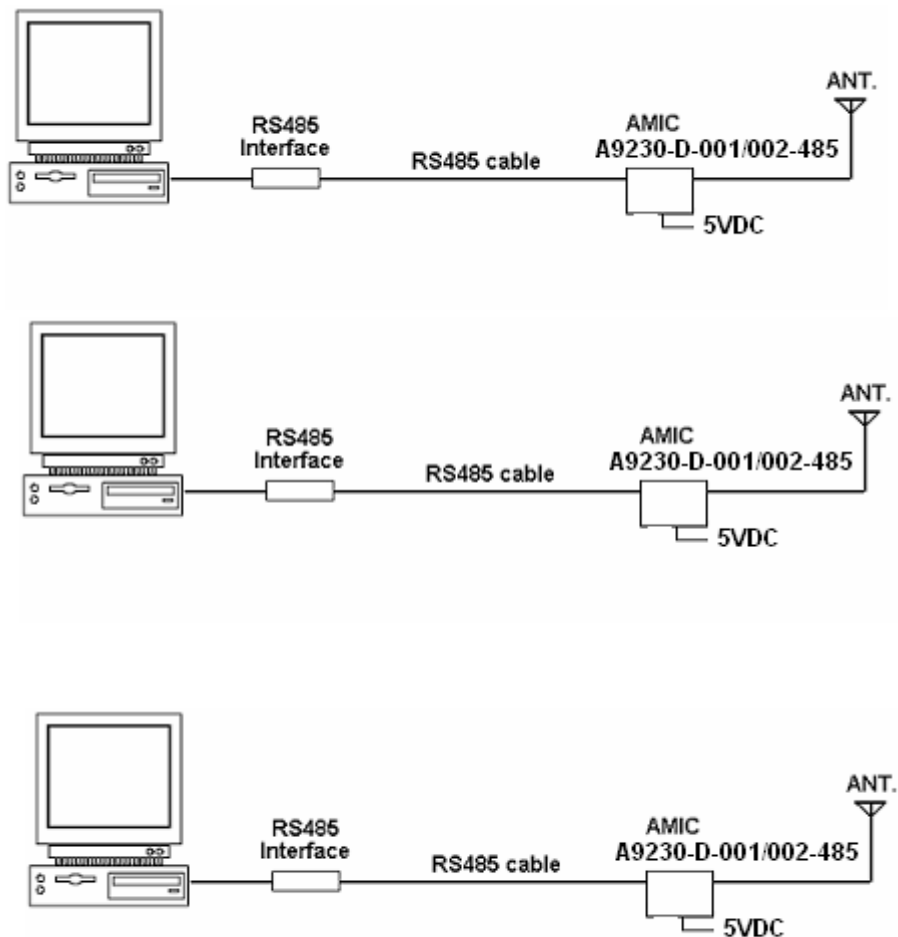 ANT.
RS485
Interface
AMIC
A9230-D-001/002-485
RS485 cable
5VDC
ANT.
RS485
Interface
AMIC
A9230-D-001/002-485
RS485 cable
5VDC
ANT.
RS485
Interface
AMIC
A9230-D-001/002-485
RS485 cable
5VDC